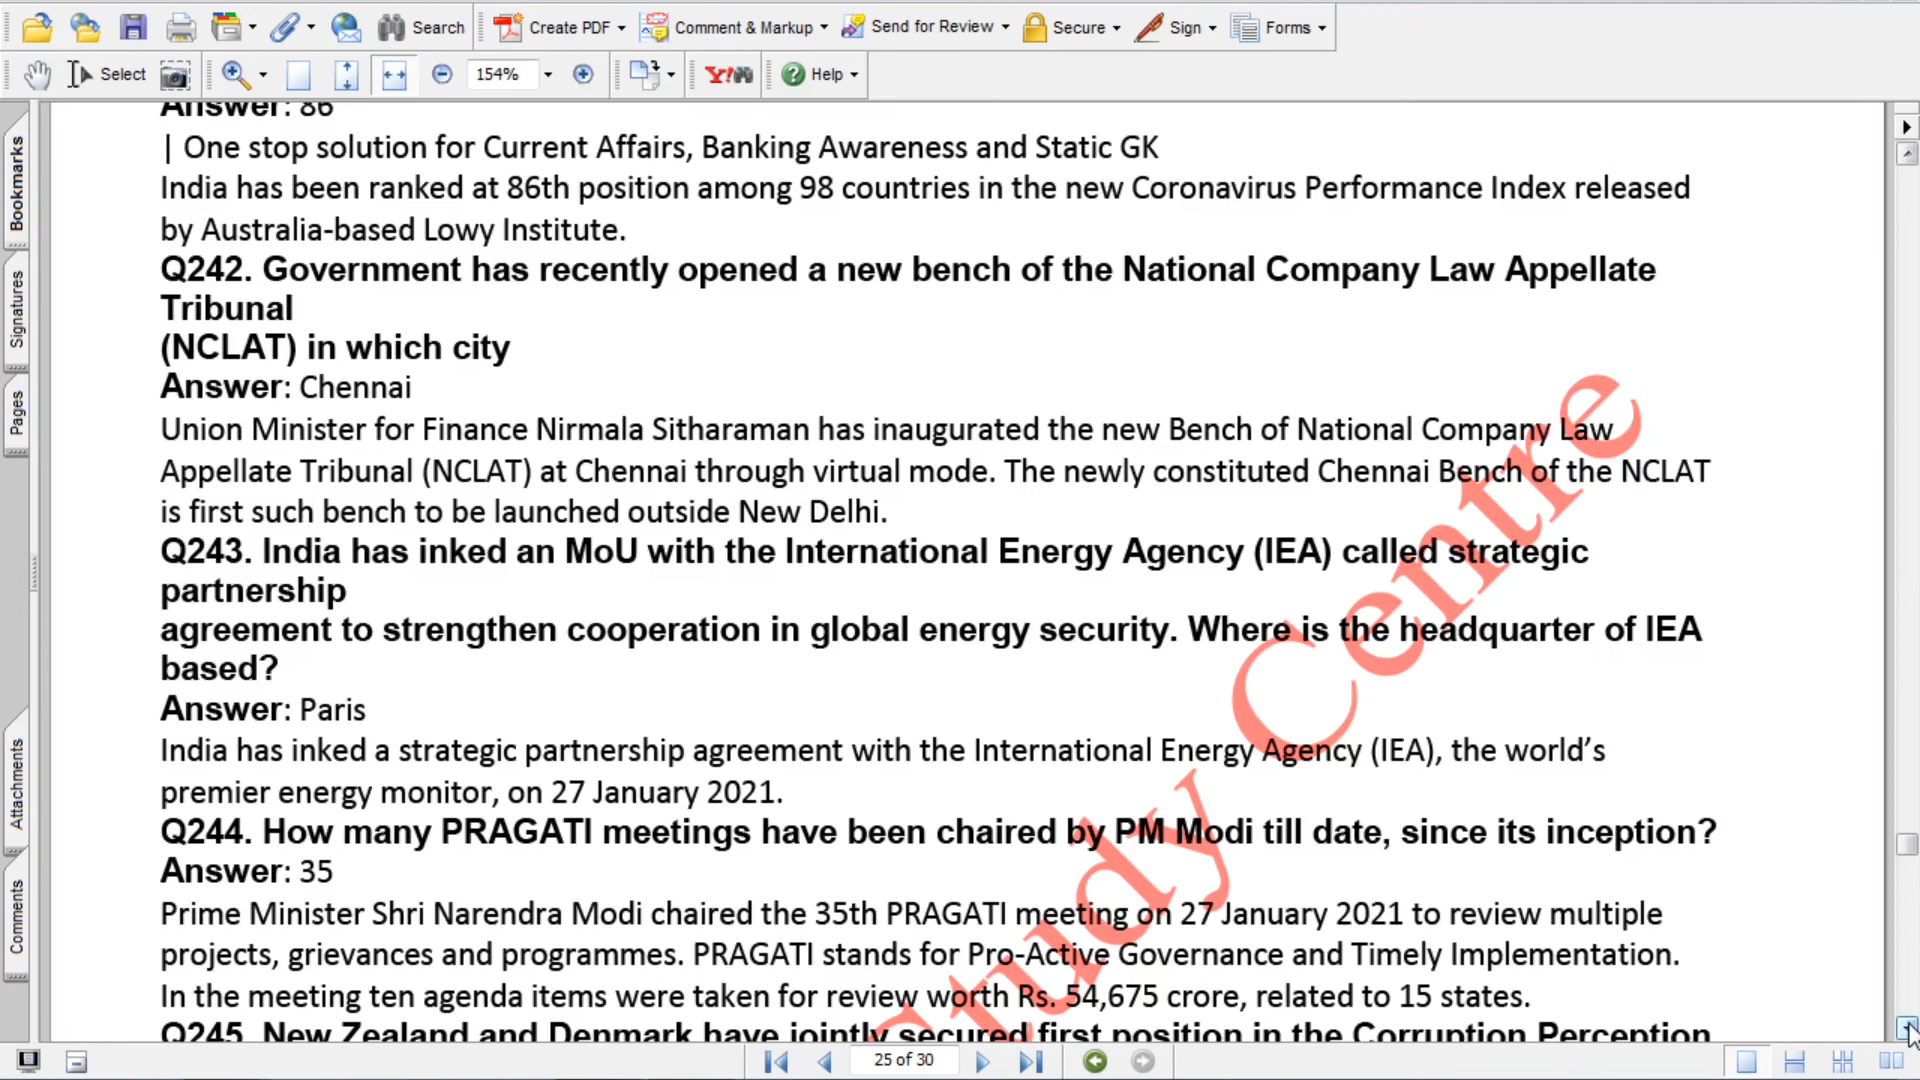 Search
Create PDF
Comment & Markup
Send for Review
Secure
Sign
Forms
Select
154%
Y!
Help
Bookmarks
Signatures
Pages
Attachments
Comments
Answer: 86
| One stop solution for Current Affairs, Banking Awareness and Static GK
India has been ranked at 86th position among 98 countries in the new Coronavirus Performance Index released
by Australia-based Lowy Institute.
Q242. Government has recently opened a new bench of the National Company Law Appellate
Tribunal
(NCLAT) in which city
Answer: Chennai
Union Minister for Finance Nirmala Sitharaman has inaugurated the new Bench of National Company Law
Appellate Tribunal (NCLAT) at Chennai through virtual mode. The newly constituted Chennai Bench of the NCLAT
is first such bench to be launched outside New Delhi.
Q243. India has inked an MoU with the International Energy Agency (IEA) called strategic
partnership
agreement to strengthen cooperation in global energy security. Where is the headquarter of IEA
based?
Answer: Paris
India has inked a strategic partnership agreement with the International Energy Agency (IEA), the world’s
premier energy monitor, on 27 January 2021.
Q244. How many PRAGATI meetings have been chaired by PM Modi till date, since its inception?
Answer: 35
Prime Minister Shri Narendra Modi chaired the 35th PRAGATI meeting on 27 January 2021 to review multiple
projects, grievances and programmes. PRAGATI stands for Pro-Active Governance and Timely Implementation.
In the meeting ten agenda items were taken for review worth Rs. 54,675 crore, related to 15 states.
Q245. New Zealand and Denmark have jointly secured first position in the Corruption Perception
Study Centre
25 of 30